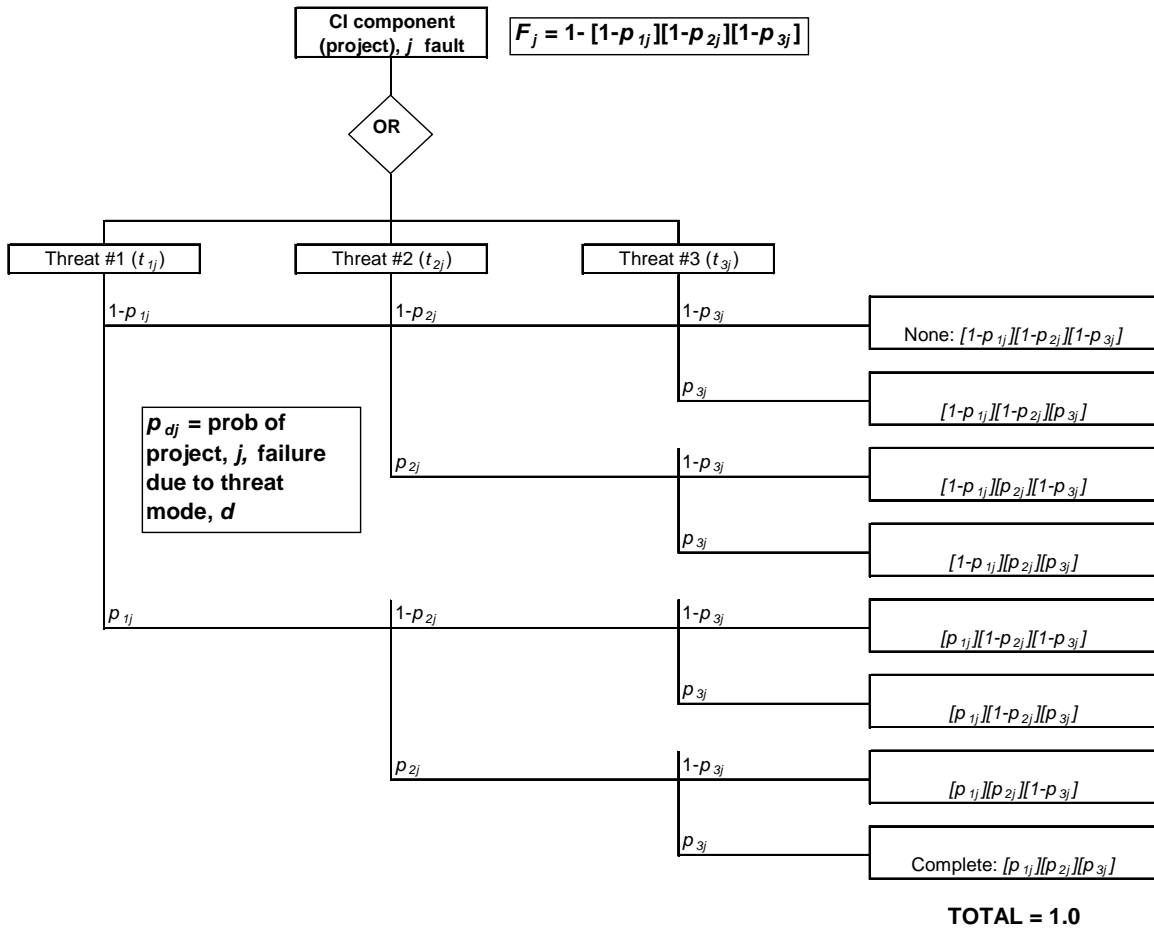 CI component
(project), j fault
F j = 1- [1-p 1j][1-p 2j][1-p 3j]
OR
Threat #1 (t 1j)
Threat #2 (t 2j)
Threat #3 (t 3j)
1-p 1j
1-p 2j
1-p 3j
None: [1-p 1j][1-p 2j][1-p 3j]
p 3j
[1-p 1j][1-p 2j][p 3j]
p dj = prob of
project, j, failure
due to threat
mode, d
p 2j
1-p 3j
[1-p 1j][p 2j][1-p 3j]
p 3j
[1-p 1j][p 2j][p 3j]
p 1j
1-p 2j
1-p 3j
[p 1j][1-p 2j][1-p 3j]
p 3j
[p 1j][1-p 2j][p 3j]
p 2j
1-p 3j
[p 1j][p 2j][1-p 3j]
p 3j
Complete: [p 1j][p 2j][p 3j]
TOTAL = 1.0